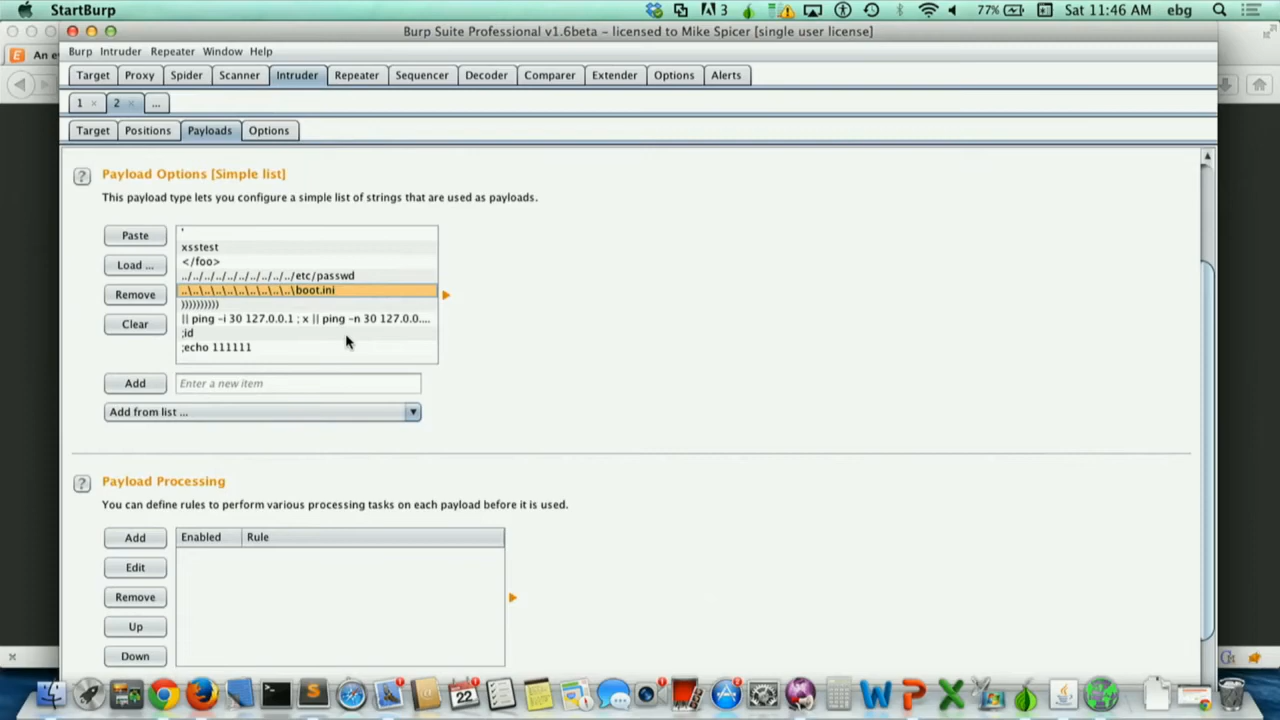 StartBurp
3
77%
Sat 11:46 AM ebg
Burp Suite Professional v1.6beta - licensed to Mike Spicer [single user license]
Burp Intruder Repeater Window Help
Target Proxy Spider Scanner Intruder Repeater Sequencer Decoder Comparer Extender Options Alerts
1 × 2 × ...
Target Positions Payloads Options
? Payload Options [Simple list]
This payload type lets you configure a simple list of strings that are used as payloads.
Paste
Load ...
Remove
Clear
'
xsstest
</foo>
../../../../../../../../../../etc/passwd
..\..\..\..\..\..\..\..\..\..\boot.ini
))))))))))
|| ping -i 30 127.0.0.1 ; x || ping -n 30 127.0.0....
;id
;echo 111111
Add Enter a new item
Add from list ...
? Payload Processing
You can define rules to perform various processing tasks on each payload before it is used.
Add
Edit
Remove
Up
Down
Enabled Rule
22